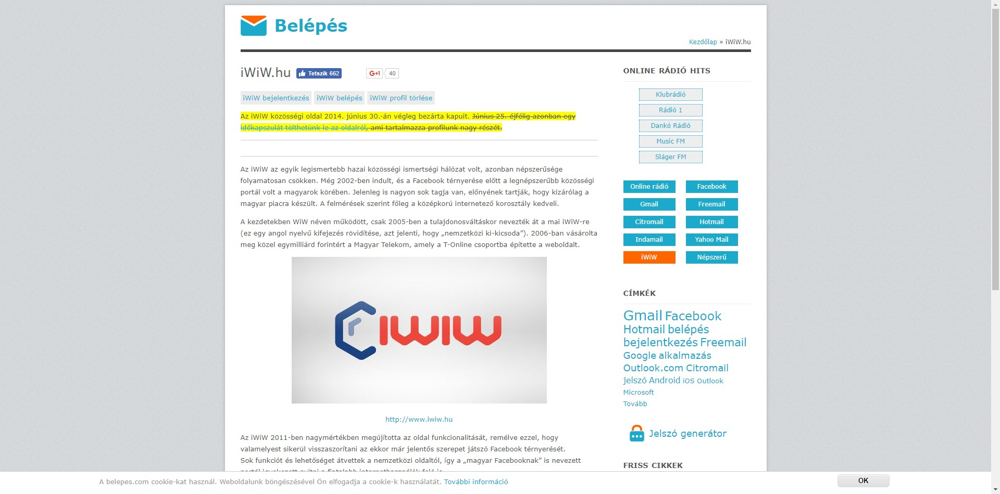 Belépés
Kezdőlap » iWiW.hu
iWiW.hu
Tetszik 662
G+1
40
iWiW bejelentkezés
iWiW belépés
iWiW profil törlése
Az iWiW közösségi oldal 2014. június 30.-án végleg bezárta kapuit. Június 25. éjfélig azonban egy
időkapszulát tölthetünk le az oldalról, ami tartalmazza profilunk nagy részét.
Az iWiW az egyik legismertebb hazai közösségi ismertségi hálózat volt, azonban népszerűsége
folyamatosan csökken. Még 2002-ben indult, és a Facebook térnyerése előtt a legnépszerűbb közösségi
portál volt a magyarok körében. Jelenleg is nagyon sok tagja van, előnyének tartják, hogy kizárólag a
magyar piacra készült. A felmérések szerint főleg a középkorú internetező korosztály kedveli.
A kezdetekben WiW néven működött, csak 2005-ben a tulajdonosváltáskor nevezték át a mai iWiW-re
(ez egy angol nyelvű kifejezés rövidítése, azt jelenti, hogy „nemzetközi ki-kicsoda”). 2006-ban vásárolta
meg közel egymilliárd forintért a Magyar Telekom, amely a T-Online csoportba építette a weboldalt.
iWiW
http://www.iwiw.hu
Az iWiW 2011-ben nagymértékben megújította az oldal funkcionalitását, remélve ezzel, hogy
valamelyest sikerül visszaszorítani az ekkor már jelentős szerepet játszó Facebook térnyerését.
Sok funkciót és lehetőséget átvettek a nemzetközi oldaltól, így a „magyar Facebooknak” is nevezett
ONLINE RÁDIÓ HITS
Klubrádió
Rádió 1
Dankó Rádió
Music FM
Sláger FM
Online rádió
Facebook
Gmail
Freemail
Citromail
Hotmail
Indamail
Yahoo Mail
iWiW
Népszerű
CÍMKÉK
Gmail Facebook
Hotmail belépés
bejelentkezés Freemail
Google alkalmazás
Outlook.com Citromail
jelszó Android iOS Outlook
Microsoft
Tovább
Jelszó generátor
FRISS CIKKEK
A belepes.com cookie-kat használ. Weboldalunk böngészésével Ön elfogadja a cookie-k használatát. További információ
OK